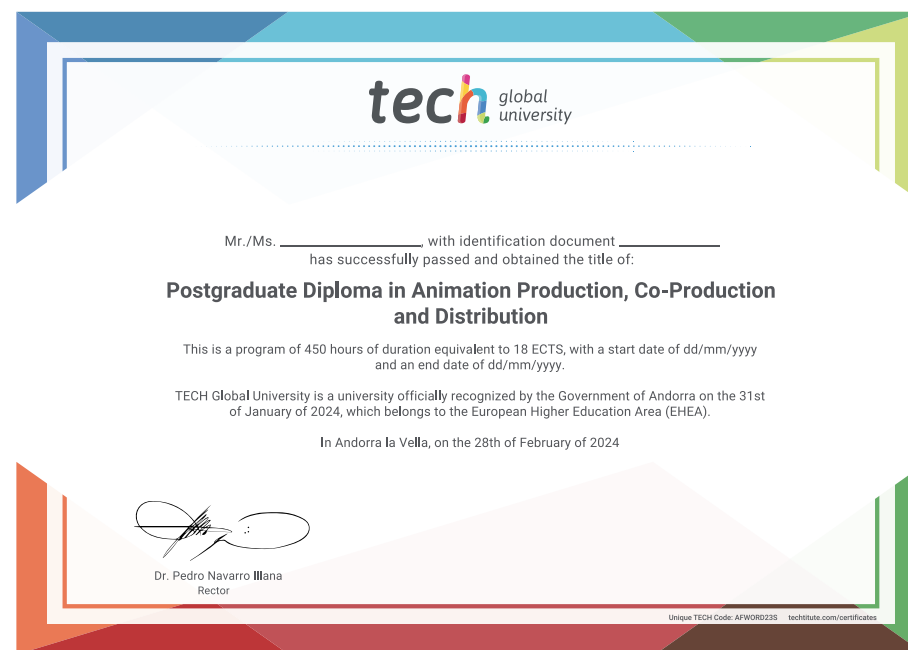 tech global
university
Mr./Ms. ____________, with identification document ____________
has successfully passed and obtained the title of:
Postgraduate Diploma in Animation Production, Co-Production
and Distribution
This is a program of 450 hours of duration equivalent to 18 ECTS, with a start date of dd/mm/yyyy
and an end date of dd/mm/yyyy.
TECH Global University is a university officially recognized by the Government of Andorra on the 31st
of January of 2024, which belongs to the European Higher Education Area (EHEA).
In Andorra la Vella, on the 28th of February of 2024
Dr. Pedro Navarro Illana
Rector
Unique TECH Code: AFWORD23S techtitute.com/certificates